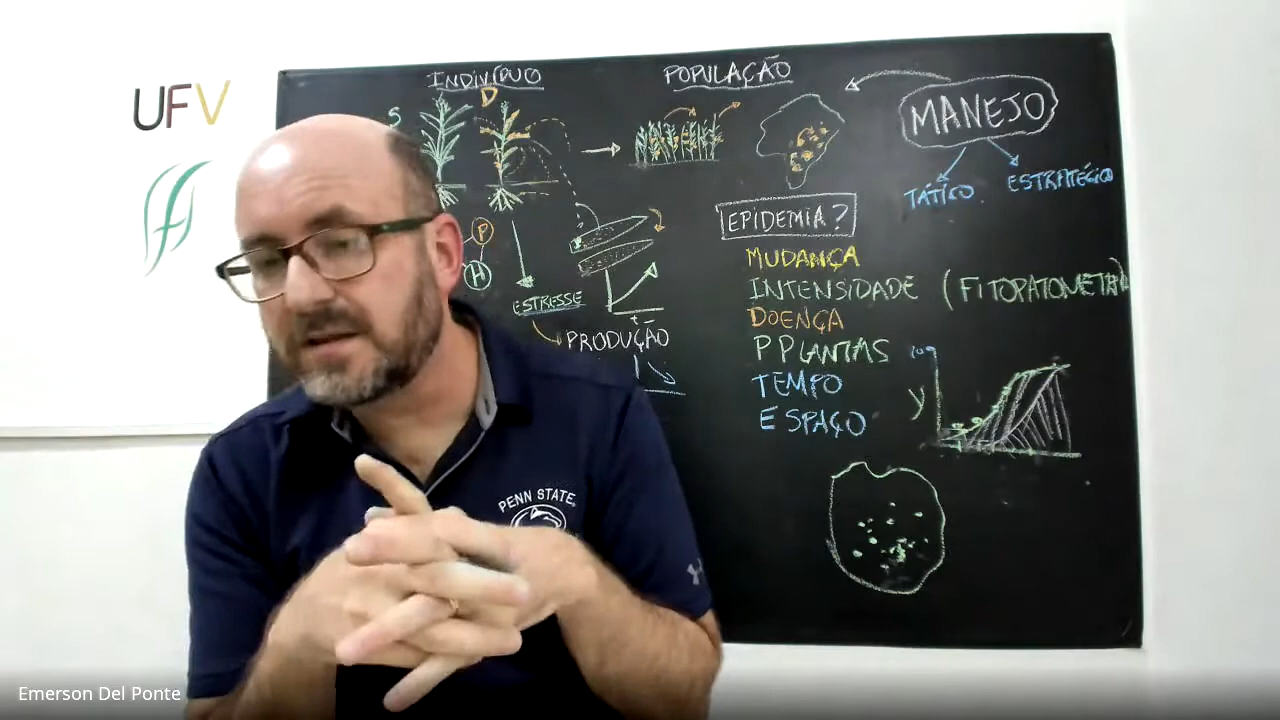 UFV
INDIVÍDUO
POPULAÇÃO
MANEJO
TÁTICO
ESTRATÉGICO
S
D
P
H
ESTRESSE
PRODUÇÃO
EPIDEMIA?
MUDANÇA
INTENSIDADE (FITOPATOMETRIA)
DOENÇA
P PLANTAS
TEMPO
ESPAÇO
y
PENN STATE
Emerson Del Ponte